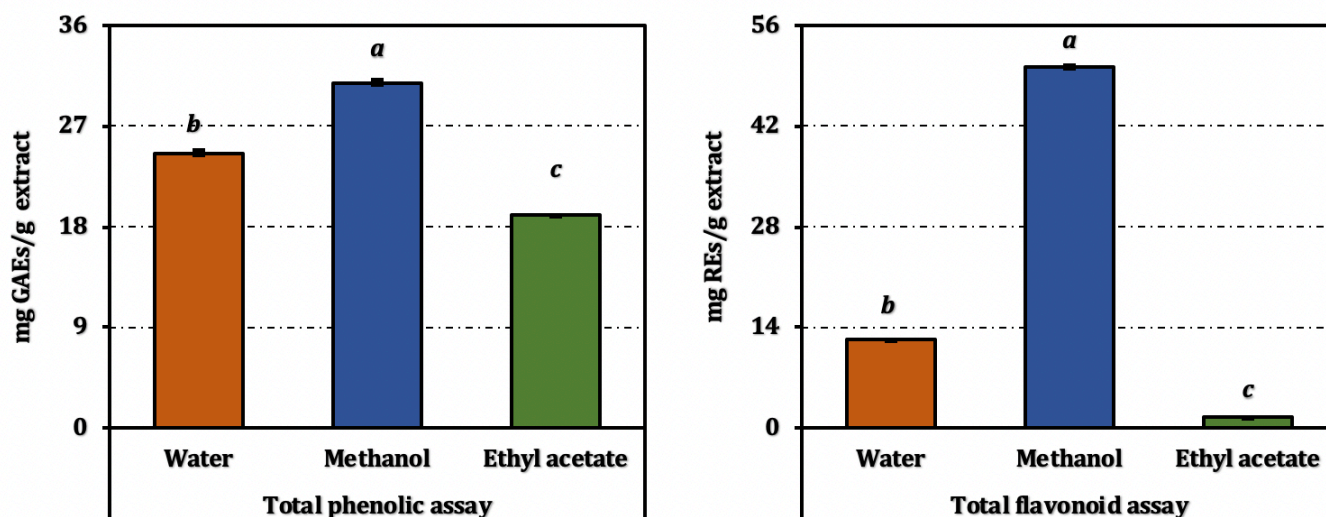 mg GAEs/g extract
36
27
18
9
0
b
a
c
Water
Methanol
Ethyl acetate
Total phenolic assay
mg REs/g extract
56
42
28
14
0
b
a
c
Water
Methanol
Ethyl acetate
Total flavonoid assay